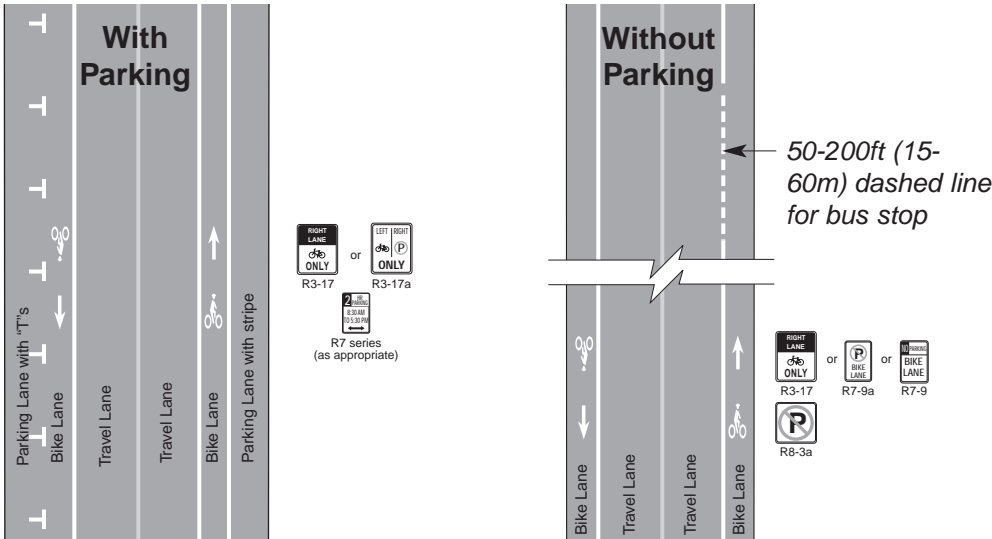 With
Parking
Parking Lane with "T"s
Bike Lane
Travel Lane
Travel Lane
Bike Lane
Parking Lane with stripe
RIGHT
LANE
ONLY
R3-17
or
LEFT RIGHT
P
ONLY
R3-17a
2 HR.
PARKING
8:30 AM
TO 5:30 PM
R7 series
(as appropriate)
Without
Parking
50-200ft (15-
60m) dashed line
for bus stop
Bike Lane
Travel Lane
Travel Lane
Bike Lane
RIGHT
LANE
ONLY
R3-17
or
P
BIKE
LANE
R7-9a
or
NO PARKING
BIKE
LANE
R7-9
P
R8-3a